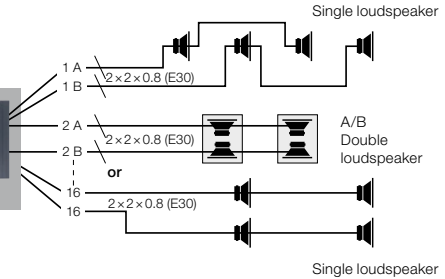 Single loudspeaker
1 A
2×2×0.8 (E30)
1 B
2 A
2×2×0.8 (E30)
2 B
A/B
Double
loudspeaker
or
16
2×2×0.8 (E30)
16
Single loudspeaker